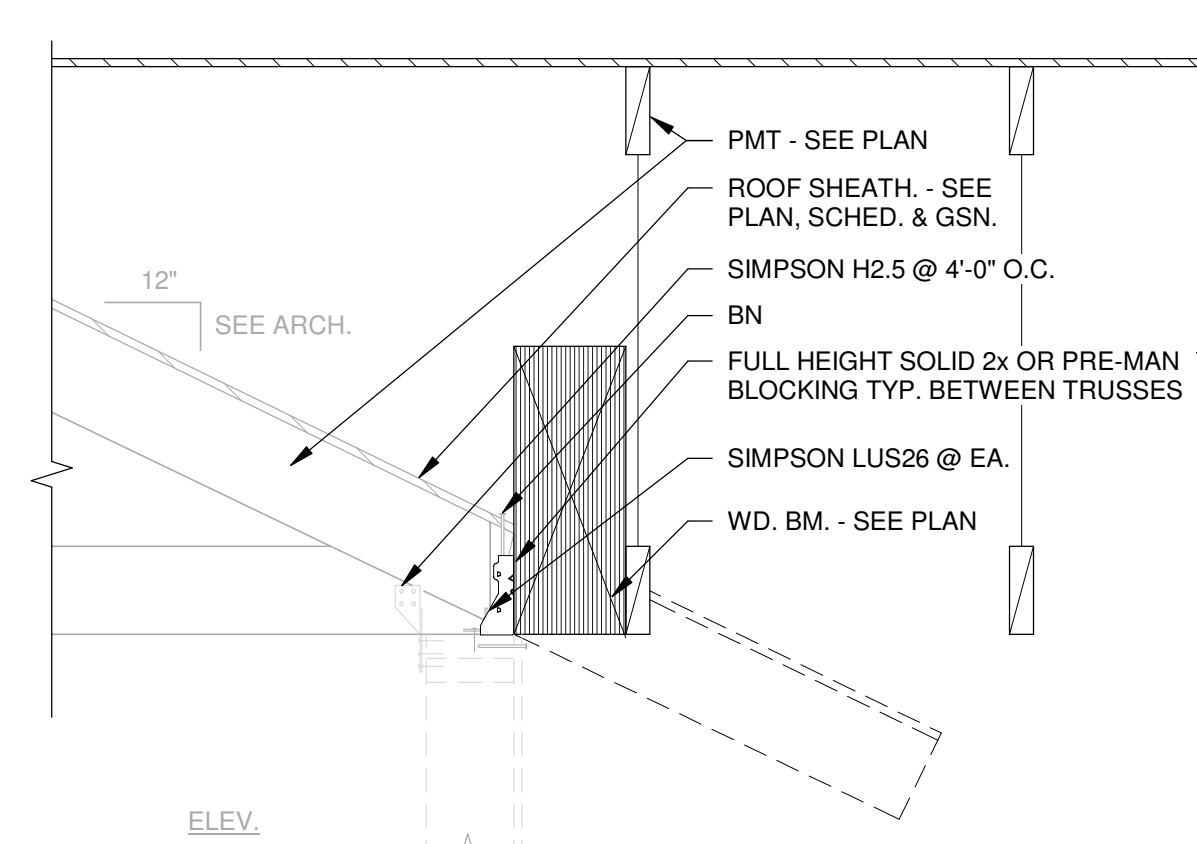 PMT - SEE PLAN
ROOF SHEATH. - SEE
PLAN, SCHED. & GSN.
SIMPSON H2.5 @ 4'-0" O.C.
BN
FULL HEIGHT SOLID 2x OR PRE-MAN
BLOCKING TYP. BETWEEN TRUSSES
SIMPSON LUS26 @ EA.
WD. BM. - SEE PLAN
12"
SEE ARCH.
ELEV.